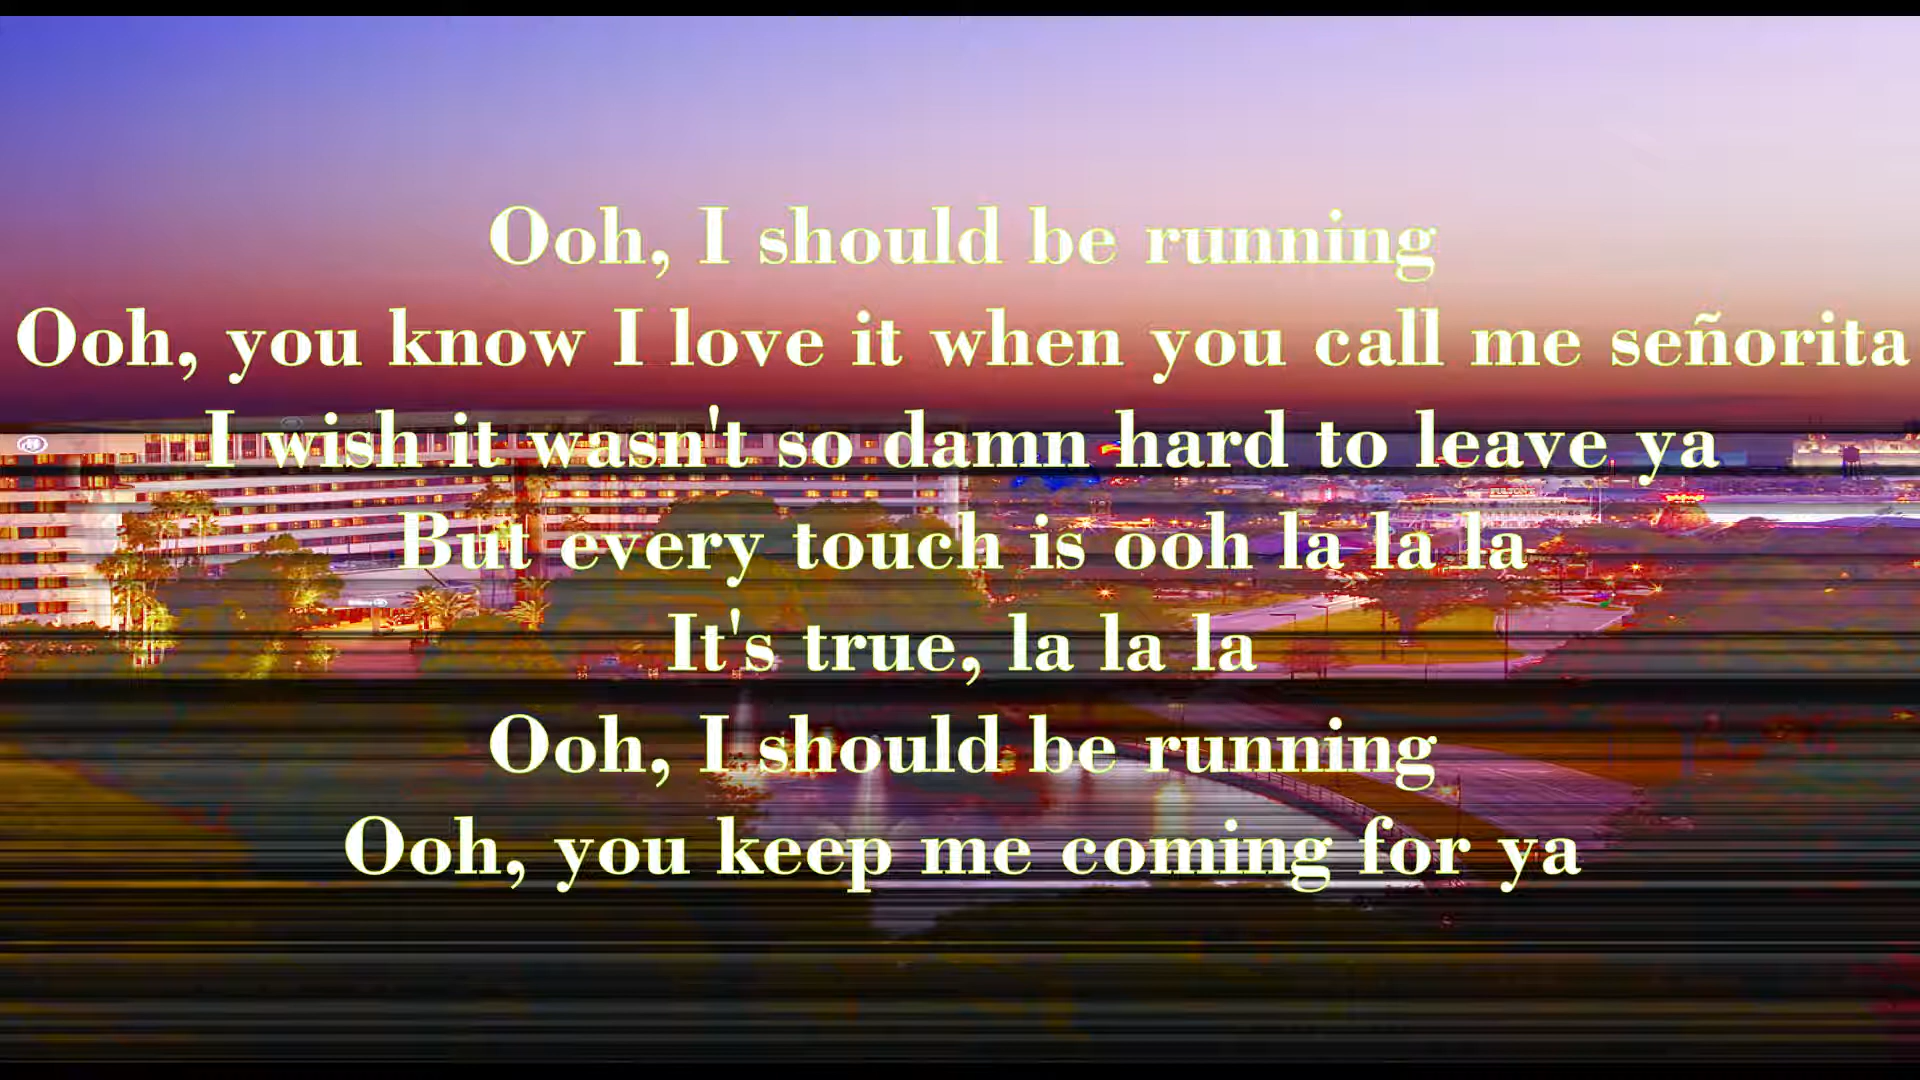 Ooh, I should be running
Ooh, you know I love it when you call me señorita
I wish it wasn't so damn hard to leave ya
But every touch is ooh la la la
It's true, la la la
Ooh, I should be running
Ooh, you keep me coming for ya